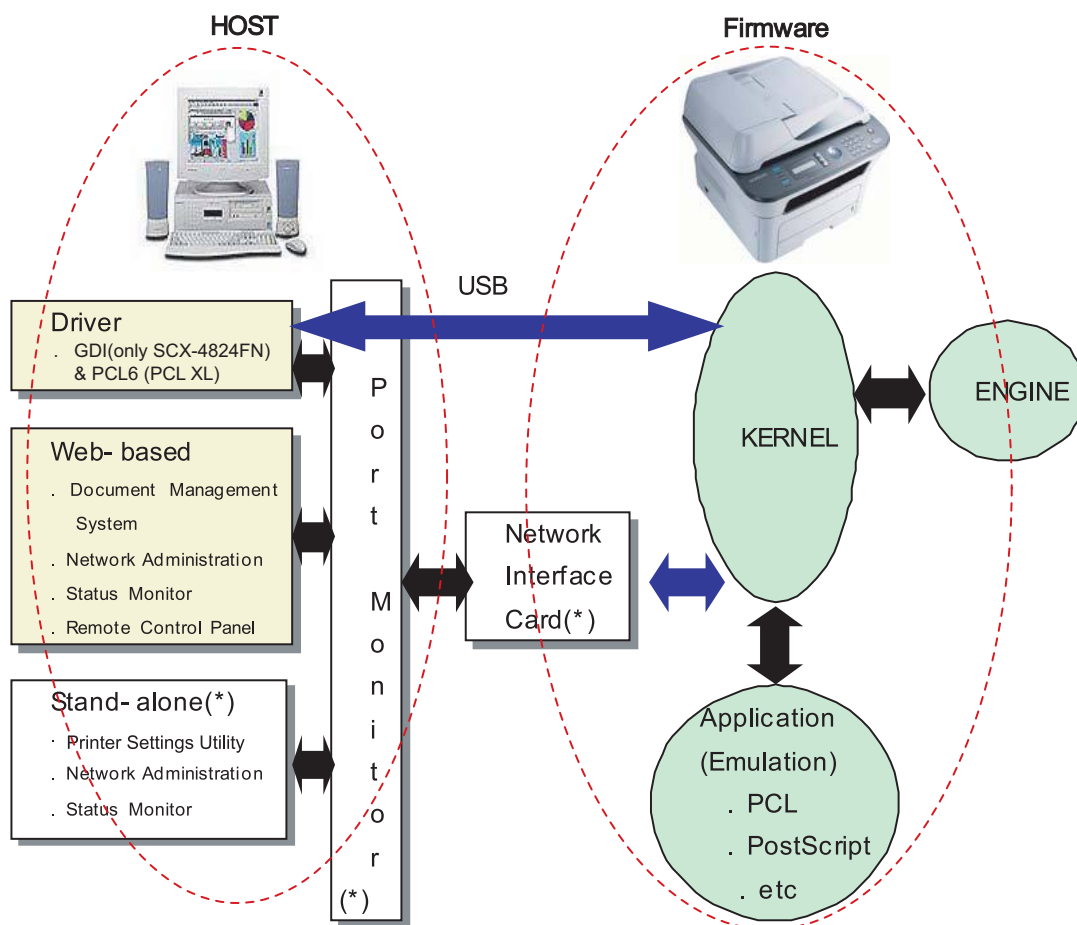 HOST
Firmware
USB
Driver
. GDI(only SCX-4824FN)
& PCL6 (PCL XL)
Web- based
. Document Management
System
. Network Administration
. Status Monitor
. Remote Control Panel
Stand- alone(*)
. Printer Settings Utility
. Network Administration
. Status Monitor
Port Monitor
(*)
Network
Interface
Card(*)
KERNEL
ENGINE
Application
(Emulation)
. PCL
. PostScript
. etc